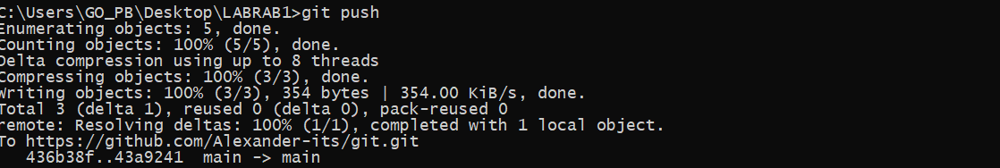 C:\Users\GO_PB\Desktop\LABRAB1>git push
Enumerating objects: 5, done.
Counting objects: 100% (5/5), done.
Delta compression using up to 8 threads
Compressing objects: 100% (3/3), done.
Writing objects: 100% (3/3), 354 bytes | 354.00 KiB/s, done.
Total 3 (delta 1), reused 0 (delta 0), pack-reused 0
remote: Resolving deltas: 100% (1/1), completed with 1 local object.
To https://github.com/Alexander-its/git.git
   436b38f..43a9241  main -> main